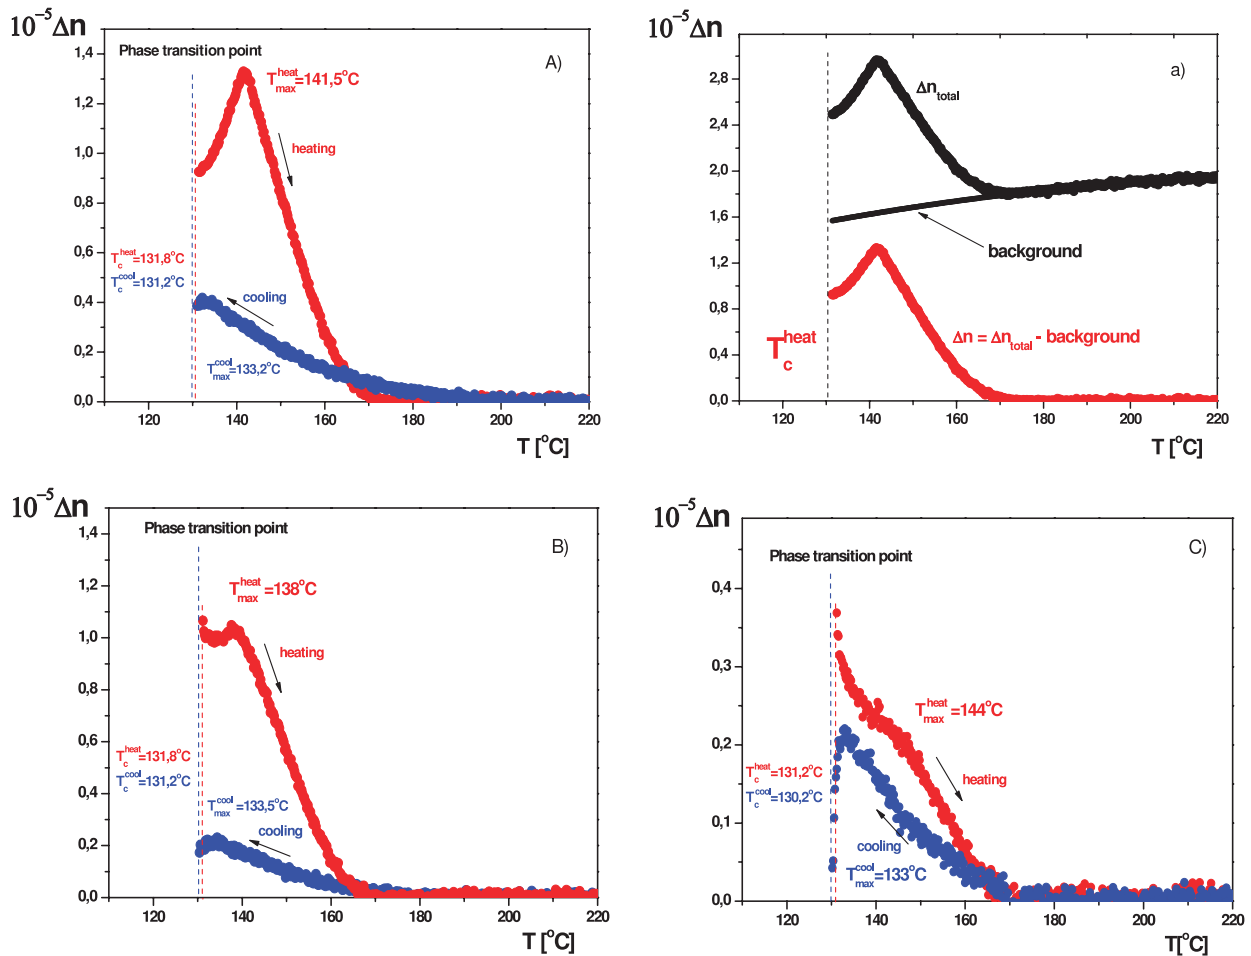 10⁻⁵Δn
A)
Phase transition point
T_max^heat=141,5°C
heating
T_c^heat=131,8°C
T_c^cool=131,2°C
cooling
T_max^cool=133,2°C
1,4
1,2
1,0
0,8
0,6
0,4
0,2
0,0
120 140 160 180 200 220
T [°C]
10⁻⁵Δn
a)
Δn_total
background
Δn = Δn_total - background
T_c^heat
2,8
2,4
2,0
1,6
1,2
0,8
0,4
0,0
120 140 160 180 200 220
T [°C]
10⁻⁵Δn
B)
Phase transition point
T_max^heat=138°C
heating
T_c^heat=131,8°C
T_c^cool=131,2°C
T_max^cool=133,5°C
cooling
1,4
1,2
1,0
0,8
0,6
0,4
0,2
0,0
120 140 160 180 200 220
T [°C]
10⁻⁵Δn
C)
Phase transition point
T_max^heat=144°C
heating
T_c^heat=131,2°C
T_c^cool=130,2°C
cooling
T_max^cool=133°C
0,4
0,3
0,2
0,1
0,0
120 140 160 180 200 220
T[°C]